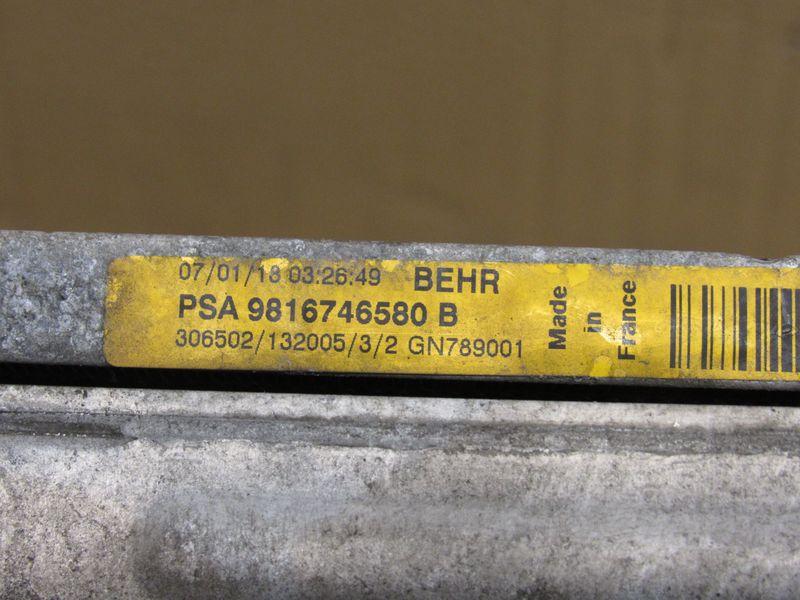 07/01/18 03:26:49 BEHR
PSA 9816746580 B
306502/132005/3/2 GN789001
Made
in
France